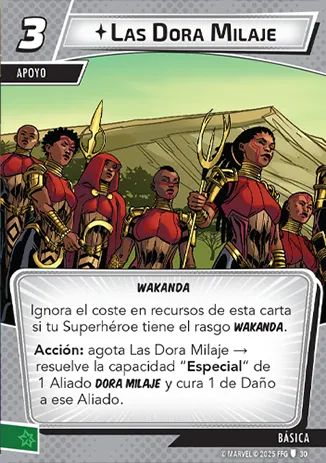 3
Las Dora Milaje
APOYO
WAKANDA
Ignora el coste en recursos de esta carta
si tu Superhéroe tiene el rasgo WAKANDA.
Acción: agota Las Dora Milaje →
resuelve la capacidad “Especial” de
1 Aliado DORA MILAJE y cura 1 de Daño
a ese Aliado.
BÁSICA
© MARVEL © 2025 FFG 30